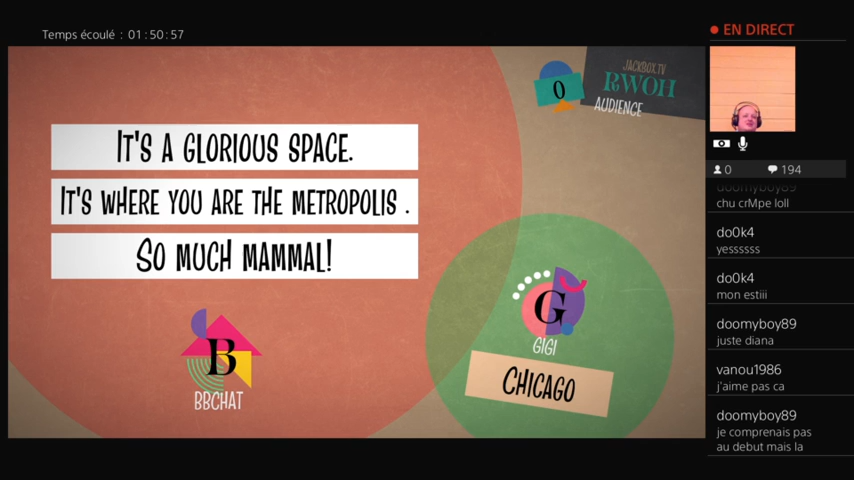 Temps écoulé : 01:50:57
EN DIRECT
JACKBOX.TV
RWOH
0
AUDIENCE
IT'S A GLORIOUS SPACE.
IT'S WHERE YOU ARE THE METROPOLIS .
SO MUCH MAMMAL!
B
BBCHAT
G
GIGI
CHICAGO
0
194
doomyboy89
chu crMpe loll
do0k4
yessssss
do0k4
mon estiii
doomyboy89
juste diana
vanou1986
j'aime pas ca
doomyboy89
je comprenais pas
au debut mais la